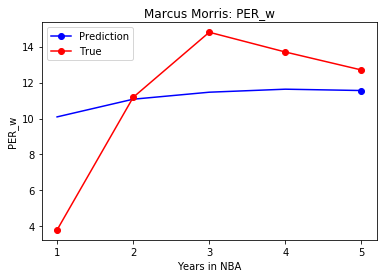 Marcus Morris: PER_w
Prediction
True
14
12
10
8
6
4
PER_w
1
2
3
4
5
Years in NBA